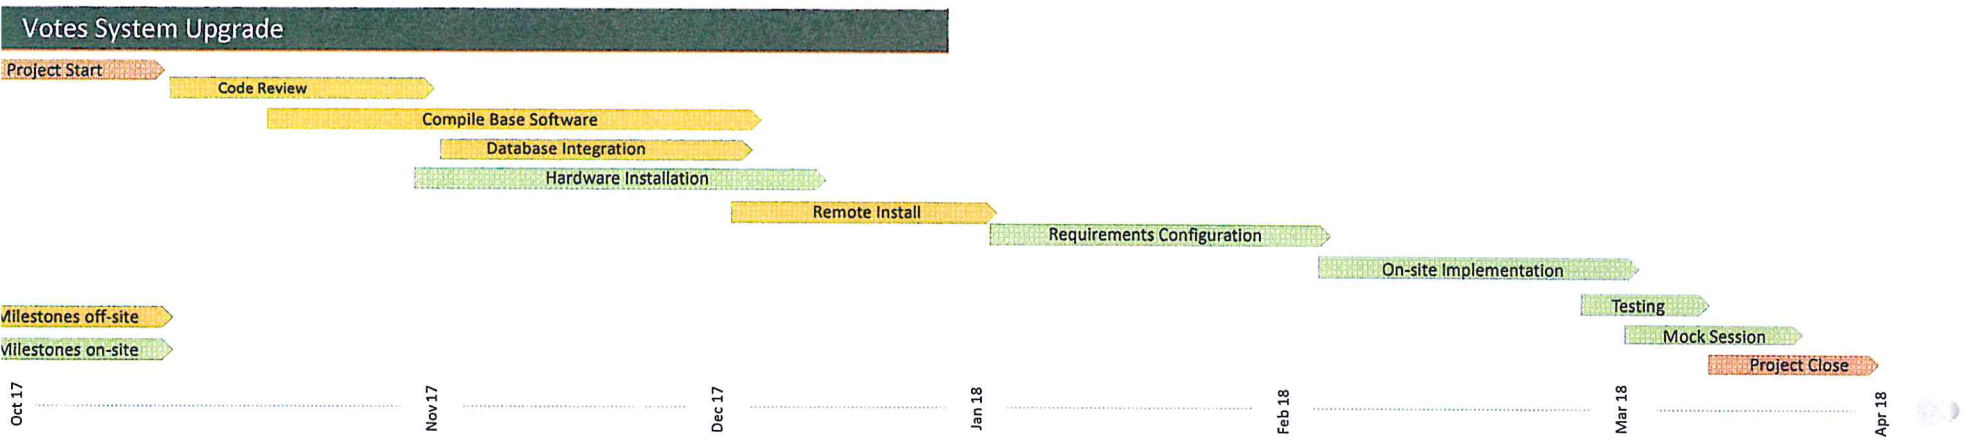 Votes System Upgrade
Project Start
Code Review
Compile Base Software
Database Integration
Hardware Installation
Remote Install
Requirements Configuration
On-site Implementation
Milestones off-site
Testing
Milestones on-site
Mock Session
Project Close
Oct 17
Nov 17
Dec 17
Jan 18
Feb 18
Mar 18
Apr 18